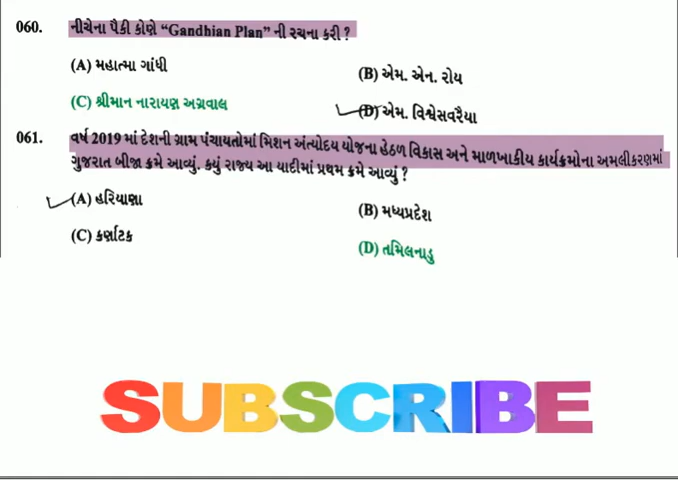 060. નીચેના પૈકી કોણે “Gandhian Plan” ની રચના કરી ?
(A) મહાત્મા ગાંધી
(B) એમ. એન. રોય
(C) શ્રીમાન નારાયણ અગ્રવાલ
(D) એમ. વિશ્વેસવરૈયા
061. વર્ષ 2019 માં દેશની ગ્રામ પંચાયતોમાં મિશન અંત્યોદય યોજના હેઠળ વિકાસ અને માળખાકીય કાર્યક્રમોના અમલીકરણમાં
ગુજરાત બીજા ક્રમે આવ્યું. કયું રાજ્ય આ યાદીમાં પ્રથમ ક્રમે આવ્યું ?
(A) હરિયાણા
(B) મધ્યપ્રદેશ
(C) કર્ણાટક
(D) તમિલનાડુ
SUBSCRIBE